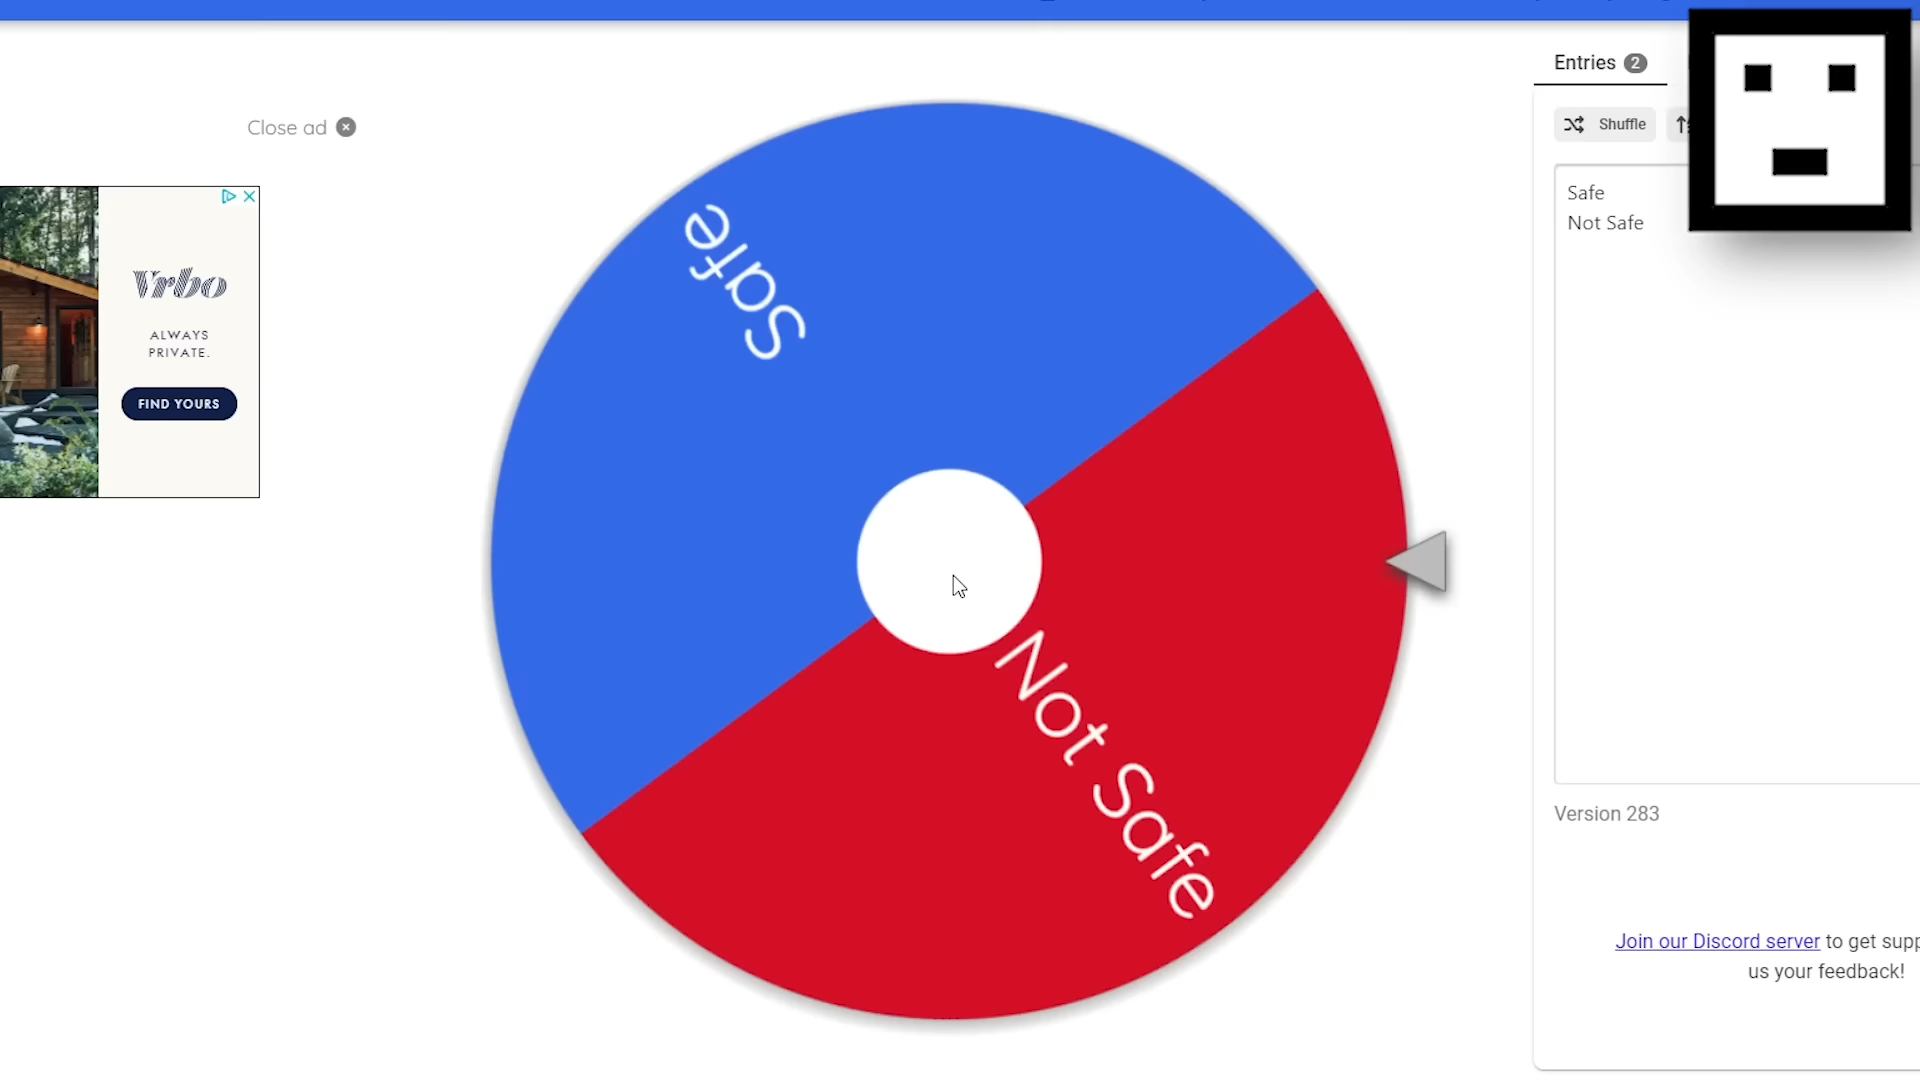 Entries 2
Close ad
Shuffle
Vrbo
ALWAYS
PRIVATE.
FIND YOURS
Safe
Not Safe
Safe
Not Safe
Version 283
Join our Discord server to get supp
us your feedback!